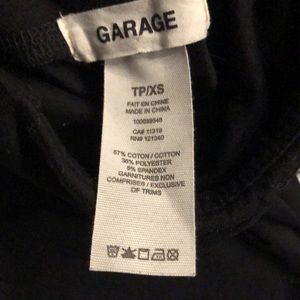 GARAGE
TP/XS
FAIT EN CHINE
MADE IN CHINA
CA# 11319
RN# 121340
57% COTON / COTTON
38% POLYESTER
5% SPANDEX
GARNITURES NON
COMPRISES / EXCLUSIVE
OF TRIMS